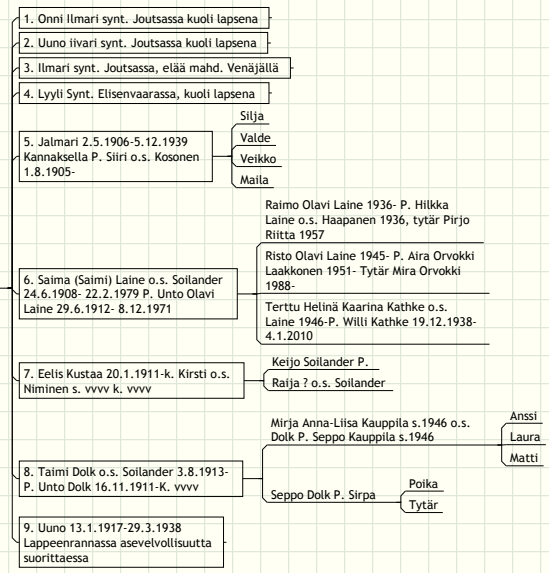 1. Onni Ilmari synt. Joutsassa kuoli lapsena
2. Uuno iivari synt. Joutsassa kuoli lapsena
3. Ilmari synt. Joutsassa, elää mahd. Venäjällä
4. Lyyli Synt. Elisenvaarassa, kuoli lapsena
5. Jalmari 2.5.1906-5.12.1939
Kannaksella P. Siiri o.s. Kosonen
1.8.1905-
Silja
Valde
Veikko
Maila
6. Saima (Saimi) Laine o.s. Soilander
24.6.1908- 22.2.1979 P. Unto Olavi
Laine 29.6.1912- 8.12.1971
Raimo Olavi Laine 1936- P. Hilkka
Laine o.s. Haapanen 1936, tytär Pirjo
Riitta 1957
Risto Olavi Laine 1945- P. Aira Orvokki
Laakkonen 1951- Tytär Mira Orvokki
1988-
Terttu Helinä Kaarina Kathke o.s.
Laine 1946-P. Willi Kathke 19.12.1938-
4.1.2010
7. Eelis Kustaa 20.1.1911-k. Kirsti o.s.
Niminen s. vvvv k. vvvv
Keijo Soilander P.
Raija ? o.s. Soilander
8. Taimi Dolk o.s. Soilander 3.8.1913-
P. Unto Dolk 16.11.1911-K. vvvv
Mirja Anna-Liisa Kauppila s.1946 o.s.
Dolk P. Seppo Kauppila s.1946
Anssi
Laura
Matti
Seppo Dolk P. Sirpa
Poika
Tytär
9. Uuno 13.1.1917-29.3.1938
Lappeenrannassa asevelvollisuutta
suorittaessa